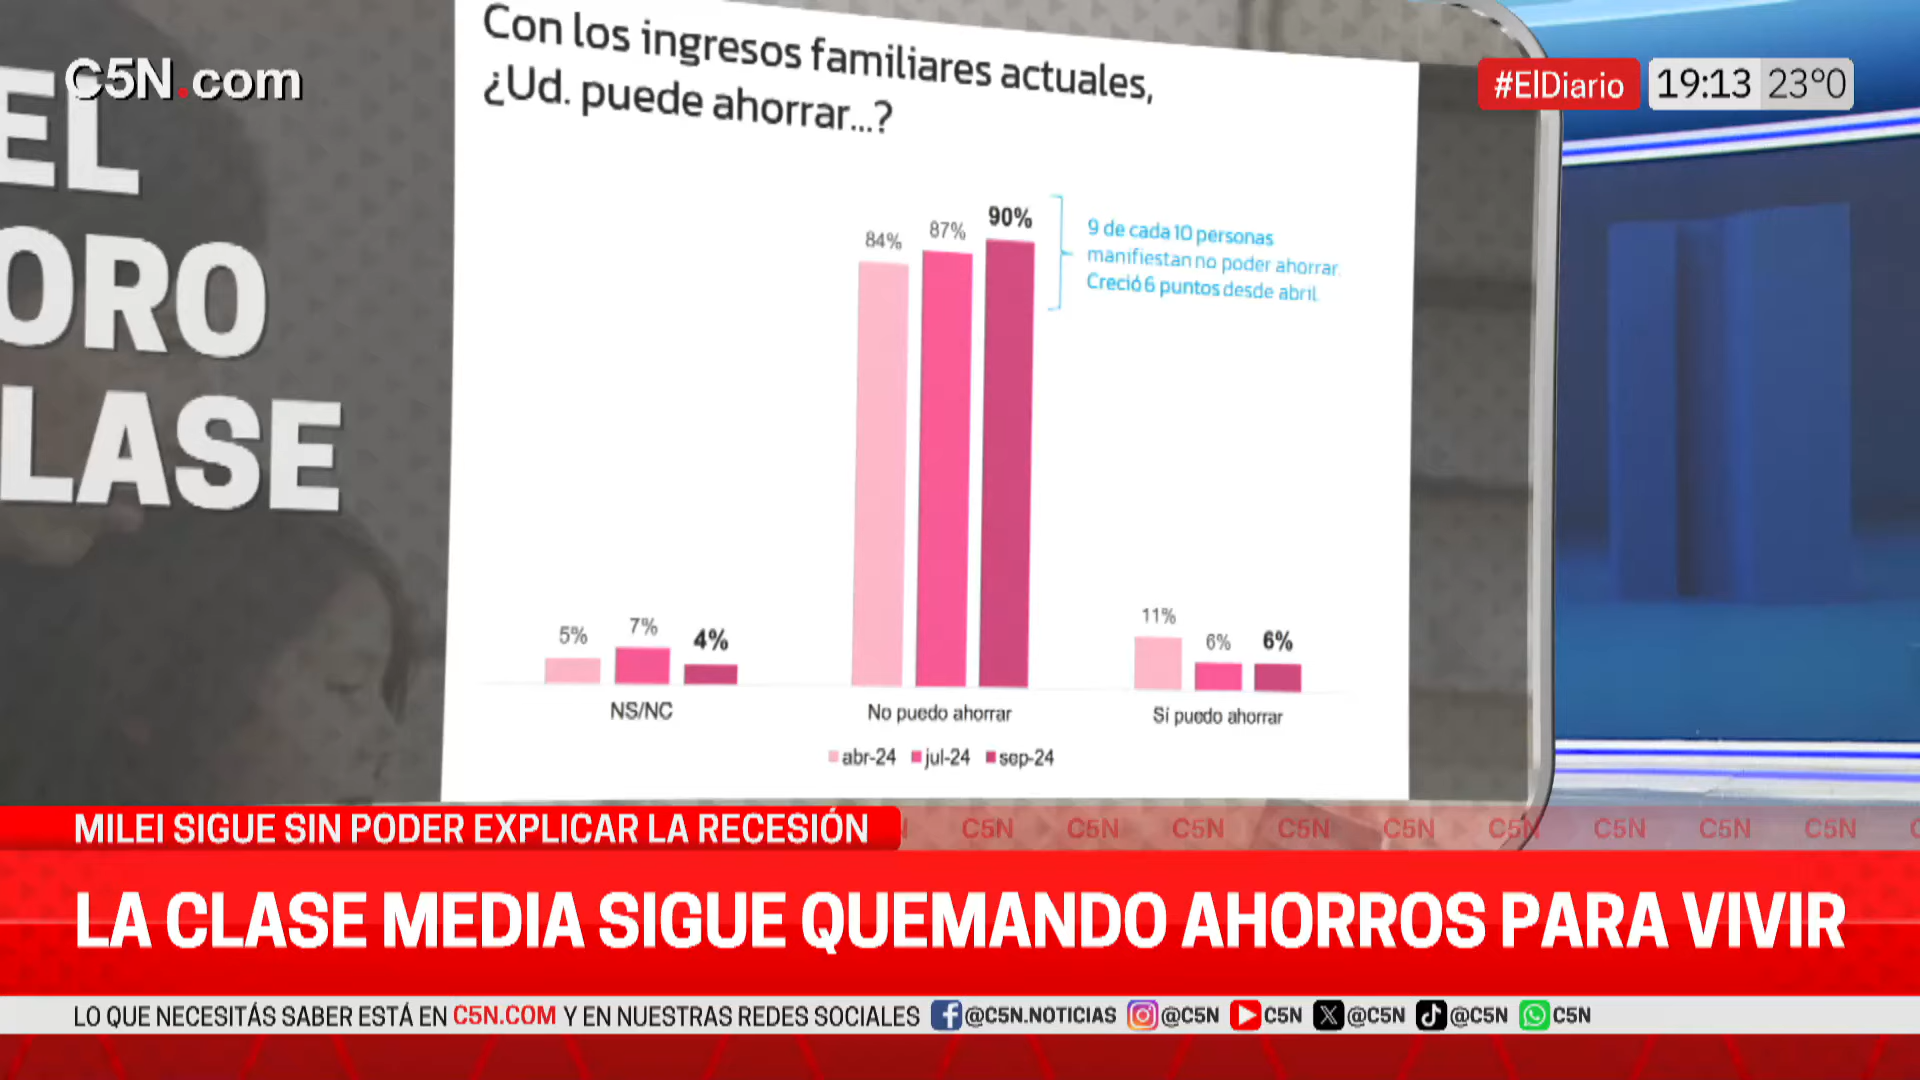 C5N.com
#ElDiario 19:13 23º0
EL
ORO
LASE
Con los ingresos familiares actuales,
¿Ud. puede ahorrar...?
84% 87% 90%
9 de cada 10 personas
manifiestan no poder ahorrar.
Creció 6 puntos desde abril.
5% 7% 4%
11% 6% 6%
NS/NC No puedo ahorrar Sí puedo ahorrar
abr-24 jul-24 sep-24
MILEI SIGUE SIN PODER EXPLICAR LA RECESIÓN
C5N C5N C5N C5N C5N C5N C5N C5N C5N
LA CLASE MEDIA SIGUE QUEMANDO AHORROS PARA VIVIR
LO QUE NECESITÁS SABER ESTÁ EN C5N.COM Y EN NUESTRAS REDES SOCIALES @C5N.NOTICIAS @C5N C5N @C5N @C5N C5N